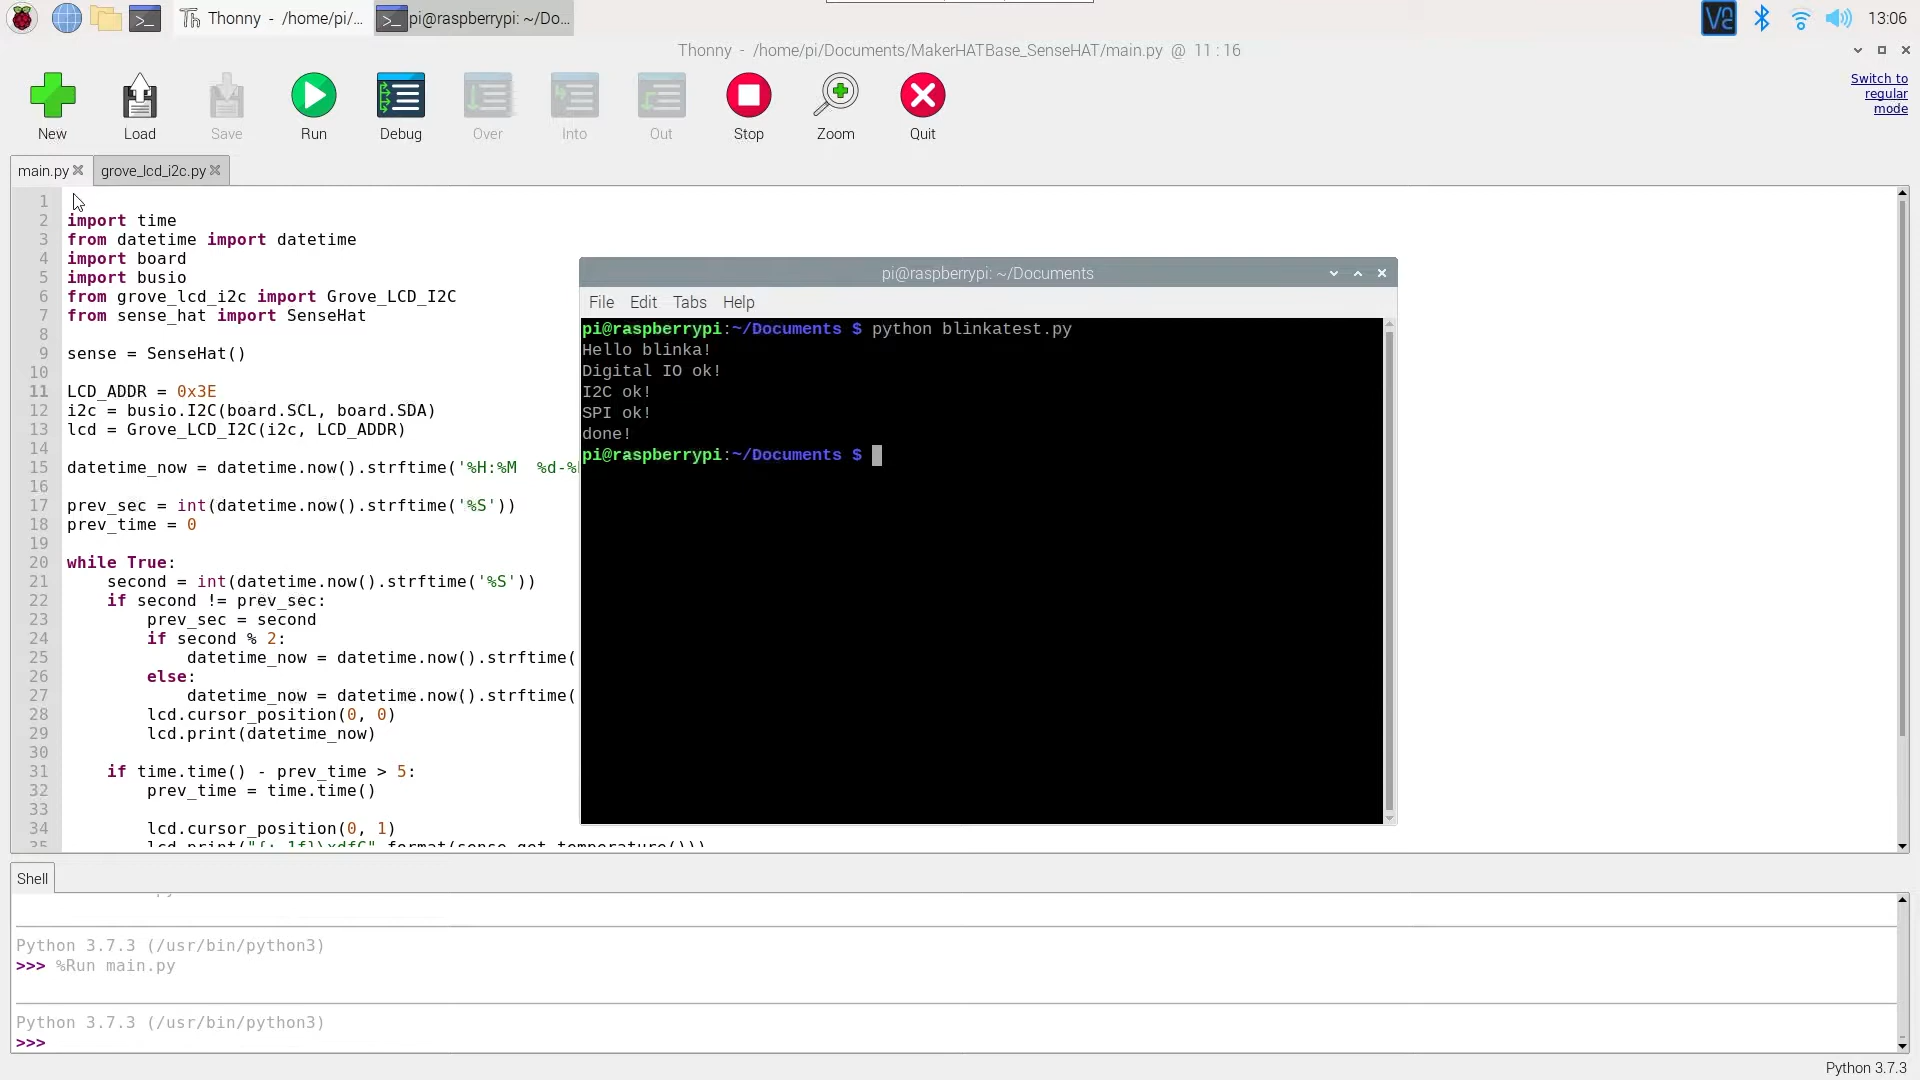 Thonny - /home/pi/...
pi@raspberrypi: ~/Do...
13:06
Thonny - /home/pi/Documents/MakerHATBase_SenseHAT/main.py @ 11:16
Switch to
regular
mode
New
Load
Save
Run
Debug
Over
Into
Out
Stop
Zoom
Quit
main.py
grove_lcd_i2c.py
1
2 import time
3 from datetime import datetime
4 import board
5 import busio
6 from grove_lcd_i2c import Grove_LCD_I2C
7 from sense_hat import SenseHat
8
9 sense = SenseHat()
10
11 LCD_ADDR = 0x3E
12 i2c = busio.I2C(board.SCL, board.SDA)
13 lcd = Grove_LCD_I2C(i2c, LCD_ADDR)
14
15 datetime_now = datetime.now().strftime('%H:%M  %d-%
16
17 prev_sec = int(datetime.now().strftime('%S'))
18 prev_time = 0
19
20 while True:
21     second = int(datetime.now().strftime('%S'))
22     if second != prev_sec:
23         prev_sec = second
24         if second % 2:
25             datetime_now = datetime.now().strftime(
26         else:
27             datetime_now = datetime.now().strftime(
28         lcd.cursor_position(0, 0)
29         lcd.print(datetime_now)
30
31     if time.time() - prev_time > 5:
32         prev_time = time.time()
33
34         lcd.cursor_position(0, 1)
pi@raspberrypi: ~/Documents
File Edit Tabs Help
pi@raspberrypi:~/Documents $ python blinkatest.py
Hello blinka!
Digital IO ok!
I2C ok!
SPI ok!
done!
pi@raspberrypi:~/Documents $
Shell
Python 3.7.3 (/usr/bin/python3)
>>> %Run main.py
Python 3.7.3 (/usr/bin/python3)
>>>
Python 3.7.3